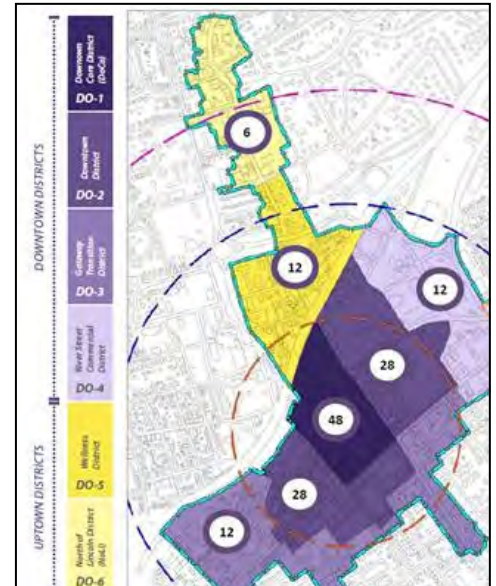 DOWNTOWN DISTRICTS
UPTOWN DISTRICTS
Downtown
Core District
(DoCo)
DO-1
Downtown
District
DO-2
Gateway
Transition
District
DO-3
River Street
Commercial
District
DO-4
Wellness
District
DO-5
North of
Lincoln District
(NoLi)
DO-6
6
12
12
28
48
28
12